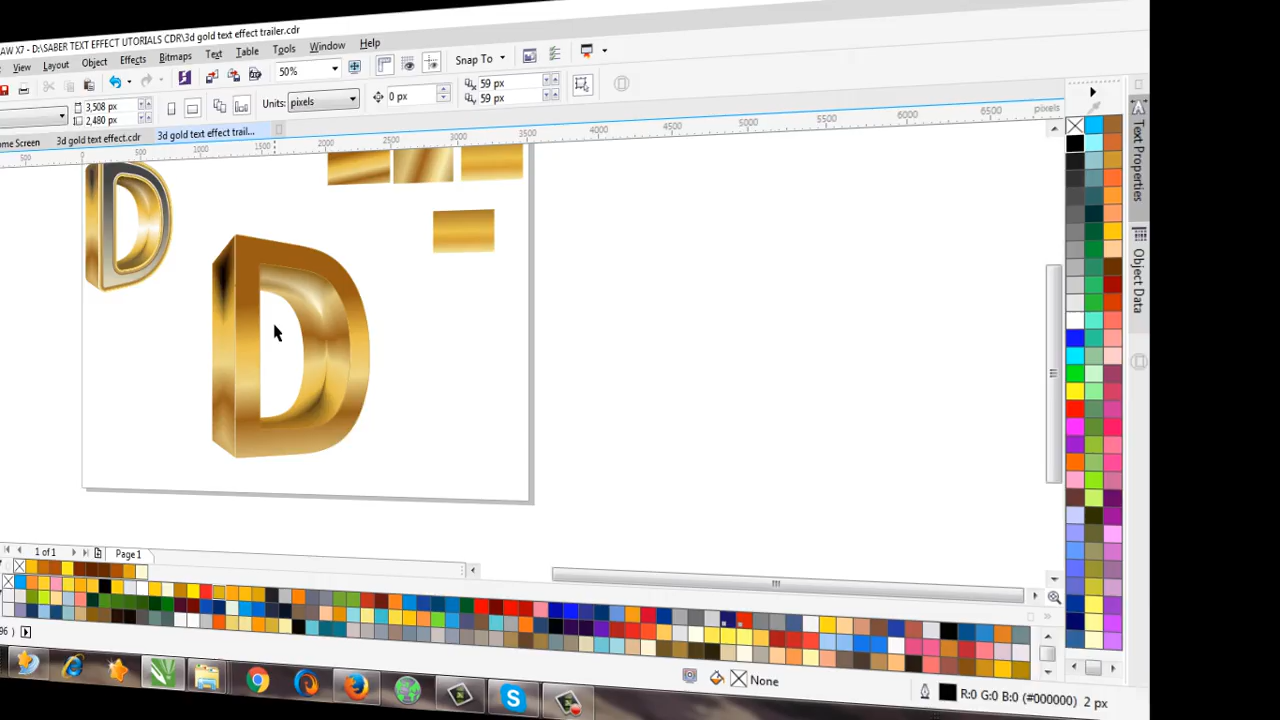 AW X7 - D:\SABER TEXT EFFECT UTORIALS CDR\3d gold text effect trailer.cdr
View Layout Object Effects Bitmaps Text Table Tools Window Help
50% Snap To 59 px
59 px
3,508 px
2,480 px
Units: pixels 0 px
me Screen 3d gold text effect.cdr 3d gold text effect trail...
500 0 500 1000 1500 2000 2500 3000 3500 4000 4500 5000 5500 6000 6500 pixels
Text Properties
Object Data
D
D
1 of 1 Page 1
96
None R:0 G:0 B:0 (#000000) 2 px